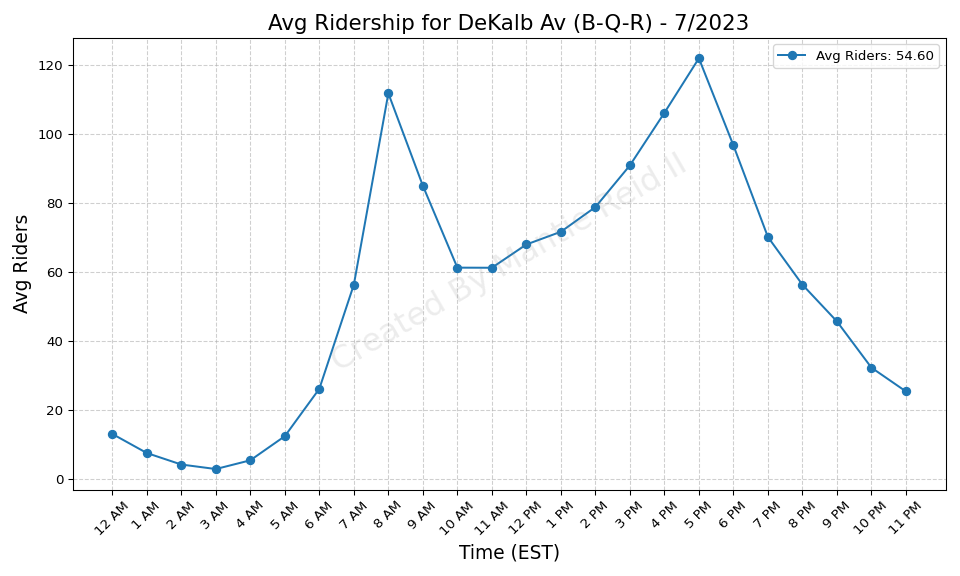 Avg Ridership for DeKalb Av (B-Q-R) - 7/2023
Avg Riders: 54.60
Avg Riders
120
100
80
60
40
20
0
Created By Mantie Reid II
12 AM
1 AM
2 AM
3 AM
4 AM
5 AM
6 AM
7 AM
8 AM
9 AM
10 AM
11 AM
12 PM
1 PM
2 PM
3 PM
4 PM
5 PM
6 PM
7 PM
8 PM
9 PM
10 PM
11 PM
Time (EST)